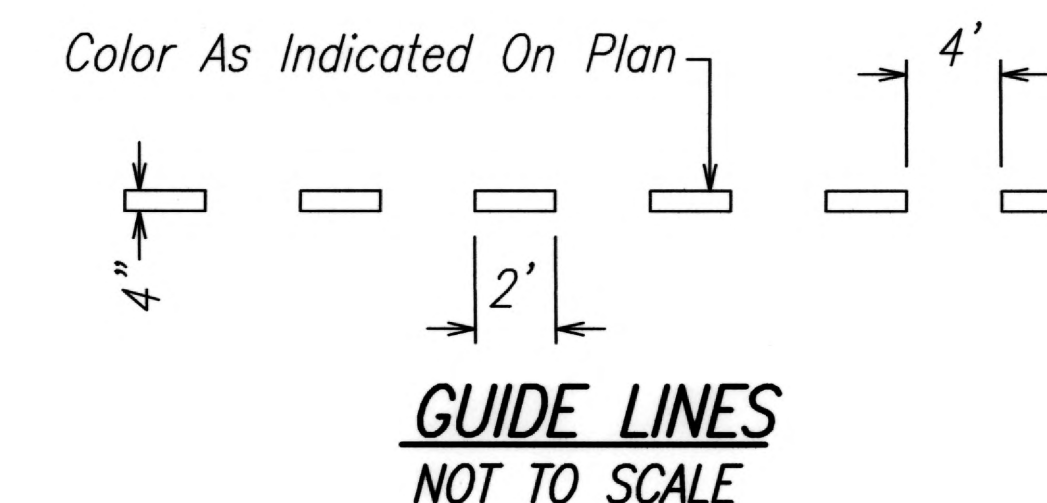 Color As Indicated On Plan
4'
4"
2'
GUIDE LINES
NOT TO SCALE